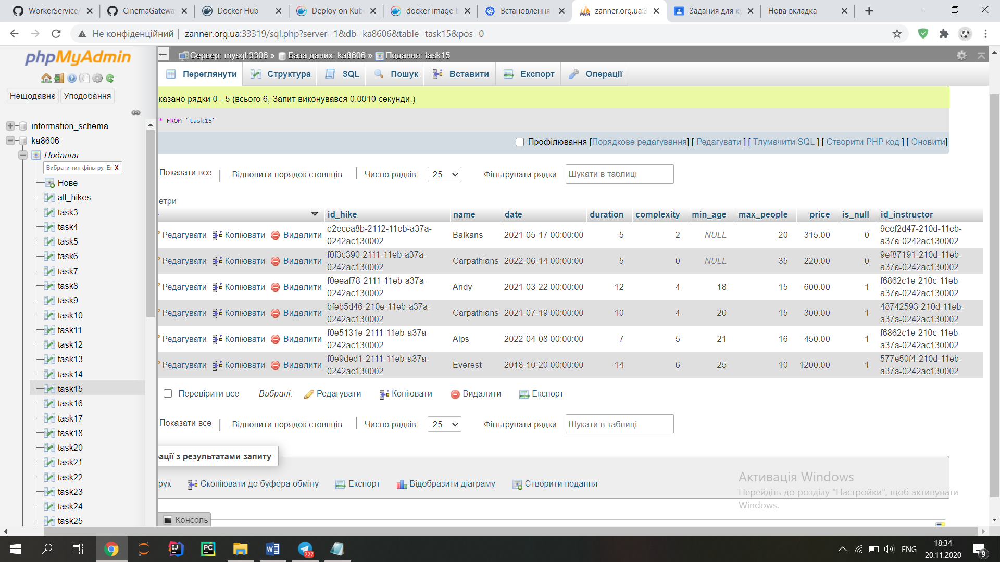 WorkerService/
CinemaGatewa
Docker Hub
Deploy on Kub
docker image b
Встановлення
zanner.org.ua:3
Задания для ку
Нова вкладка
Не конфіденційний
zanner.org.ua:33319/sql.php?server=1&db=ka8606&table=task15&pos=0
phpMyAdmin
Нещодавнє
Уподобання
information_schema
ka8606
Подання
Вибрати тип фільтру, Er X
Нове
all_hikes
task3
task4
task5
task6
task7
task8
task9
task10
task11
task12
task13
task14
task15
task16
task17
task18
task20
task21
task22
task23
task24
task25
Сервер: mysql:3306 » База даних: ka8606 » Подання: task15
Переглянути
Структура
SQL
Пошук
Вставити
Експорт
Операції
казано рядки 0 - 5 (всього 6, Запит виконувався 0.0010 секунди.)
* FROM `task15`
Профілювання [Порядкове редагування] [ Редагувати ] [ Тлумачити SQL ] [ Створити PHP код ] [ Оновити]
Показати все | Відновити порядок стовпців | Число рядків: 25 Фільтрувати рядки: Шукати в таблиці
етри
id_hike name date duration complexity min_age max_people price is_null id_instructor
Редагувати Копіювати Видалити e2ecea8b-2112-11eb-a37a-0242ac130002 Balkans 2021-05-17 00:00:00 5 2 NULL 20 315.00 0 9eef2d47-210d-11eb-a37a-0242ac130002
Редагувати Копіювати Видалити f0f3c390-2111-11eb-a37a-0242ac130002 Carpathians 2022-06-14 00:00:00 5 0 NULL 35 220.00 0 9ef87191-210d-11eb-a37a-0242ac130002
Редагувати Копіювати Видалити f0eeaf78-2111-11eb-a37a-0242ac130002 Andy 2021-03-22 00:00:00 12 4 18 15 600.00 1 f6862c1e-210c-11eb-a37a-0242ac130002
Редагувати Копіювати Видалити bfeb5d46-210e-11eb-a37a-0242ac130002 Carpathians 2021-07-19 00:00:00 10 4 20 15 300.00 1 48742593-210d-11eb-a37a-0242ac130002
Редагувати Копіювати Видалити f0e5131e-2111-11eb-a37a-0242ac130002 Alps 2022-04-08 00:00:00 7 5 21 16 450.00 1 f6862c1e-210c-11eb-a37a-0242ac130002
Редагувати Копіювати Видалити f0e9ded1-2111-11eb-a37a-0242ac130002 Everest 2018-10-20 00:00:00 14 6 25 10 1200.00 1 577e50f4-210d-11eb-a37a-0242ac130002
Перевірити все Вибрані: Редагувати Копіювати Видалити Експорт
Показати все | Відновити порядок стовпців | Число рядків: 25 Фільтрувати рядки: Шукати в таблиці
ації з результатами запиту
рук Скопіювати до буфера обміну Експорт Відобразити діаграму Створити подання
Активація Windows
Перейдіть до розділу "Настройки", щоб активувати
Windows.
Консоль
727
ENG
18:34
20.11.2020
9